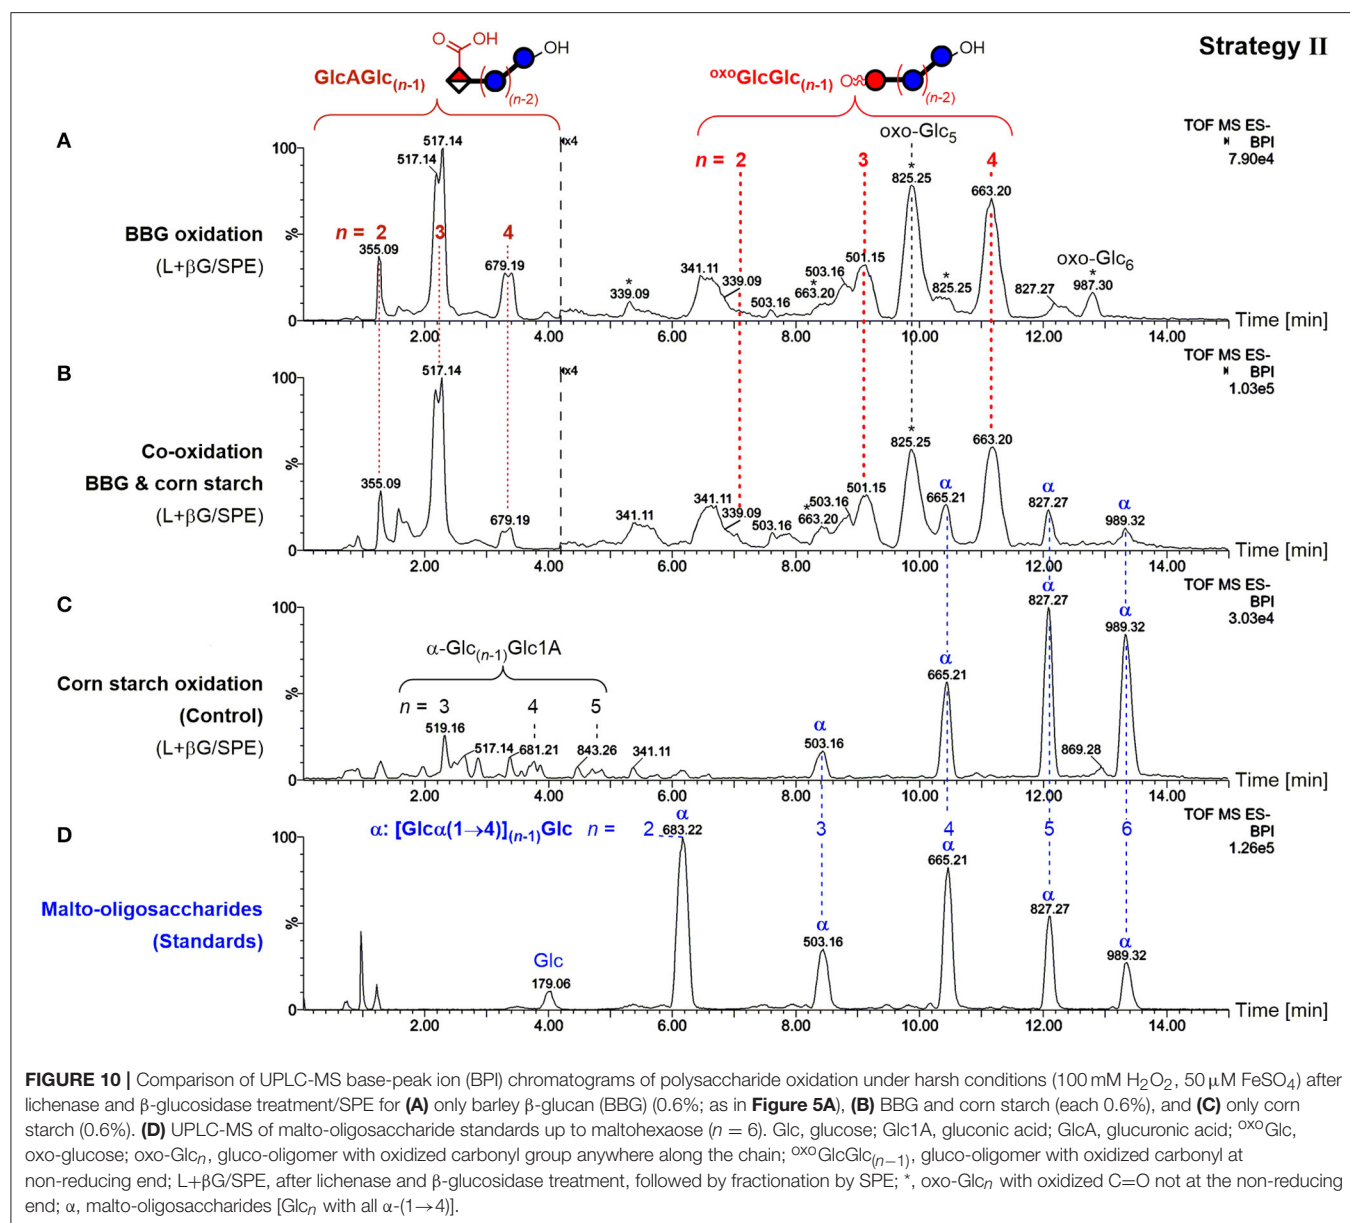 Strategy II
O OH
OH
GlcAGlc(n-1)
(n-2)
oxoGlcGlc(n-1)
O
OH
(n-2)
A
BBG oxidation
(L+βG/SPE)
TOF MS ES-
BPI
7.90e4
x4
oxo-Glc5
n = 2 3 4
n = 2 3 4
517.14
517.14
355.09
679.19
*
339.09
341.11
339.09
503.16
*
663.20
503.16
501.15
*
825.25
*
825.25
663.20
827.27
oxo-Glc6
*
987.30
100
%
0
2.00 4.00 6.00 8.00 10.00 12.00 14.00
Time [min]
B
Co-oxidation
BBG & corn starch
(L+βG/SPE)
TOF MS ES-
BPI
1.03e5
x4
517.14
355.09
679.19
341.11
341.11
339.09
503.16
*
663.20
503.16
501.15
*
825.25
α
665.21
663.20
α
827.27
α
989.32
100
%
0
2.00 4.00 6.00 8.00 10.00 12.00 14.00
Time [min]
C
Corn starch oxidation
(Control)
(L+βG/SPE)
TOF MS ES-
BPI
3.03e4
α-Glc(n-1)Glc1A
n = 3 4 5
519.16
517.14
681.21
843.26
341.11
α
503.16
α
665.21
α
827.27
869.28
α
989.32
100
%
0
2.00 4.00 6.00 8.00 10.00 12.00 14.00
Time [min]
D
Malto-oligosaccharides
(Standards)
TOF MS ES-
BPI
1.26e5
α: [Glcα(1→4)](n-1)Glc n = 2 3 4 5 6
Glc
179.06
α
683.22
α
503.16
α
665.21
α
827.27
α
989.32
100
%
0
2.00 4.00 6.00 8.00 10.00 12.00 14.00
Time [min]
FIGURE 10 | Comparison of UPLC-MS base-peak ion (BPI) chromatograms of polysaccharide oxidation under harsh conditions (100 mM H2O2, 50 μM FeSO4) after
lichenase and β-glucosidase treatment/SPE for (A) only barley β-glucan (BBG) (0.6%; as in Figure 5A), (B) BBG and corn starch (each 0.6%), and (C) only corn
starch (0.6%). (D) UPLC-MS of malto-oligosaccharide standards up to maltohexaose (n = 6). Glc, glucose; Glc1A, gluconic acid; GlcA, glucuronic acid; oxoGlc,
oxo-glucose; oxo-Glcn, gluco-oligomer with oxidized carbonyl group anywhere along the chain; oxoGlcGlc(n−1), gluco-oligomer with oxidized carbonyl at
non-reducing end; L+βG/SPE, after lichenase and β-glucosidase treatment, followed by fractionation by SPE; *, oxo-Glcn with oxidized C=O not at the non-reducing
end; α, malto-oligosaccharides [Glcn with all α-(1→4)].